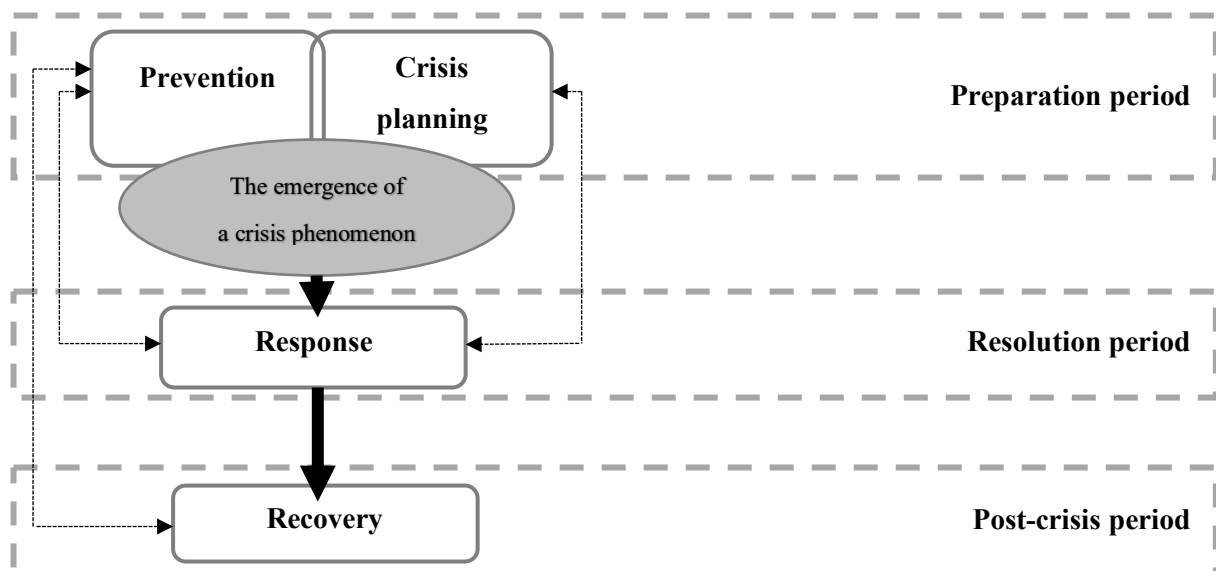 Prevention
Crisis
planning
Preparation period
The emergence of
a crisis phenomenon
Response
Resolution period
Recovery
Post-crisis period